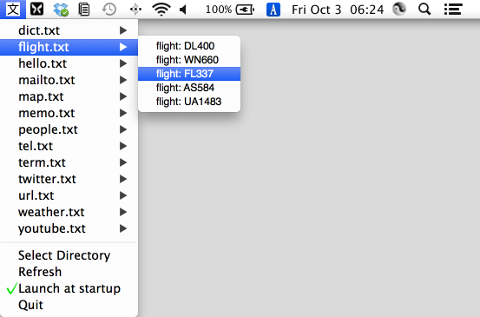 文 100% A Fri Oct 3 06:24
dict.txt
flight.txt
hello.txt
mailto.txt
map.txt
memo.txt
people.txt
tel.txt
term.txt
twitter.txt
url.txt
weather.txt
youtube.txt
Select Directory
Refresh
Launch at startup
Quit
flight: DL400
flight: WN660
flight: FL337
flight: AS584
flight: UA1483